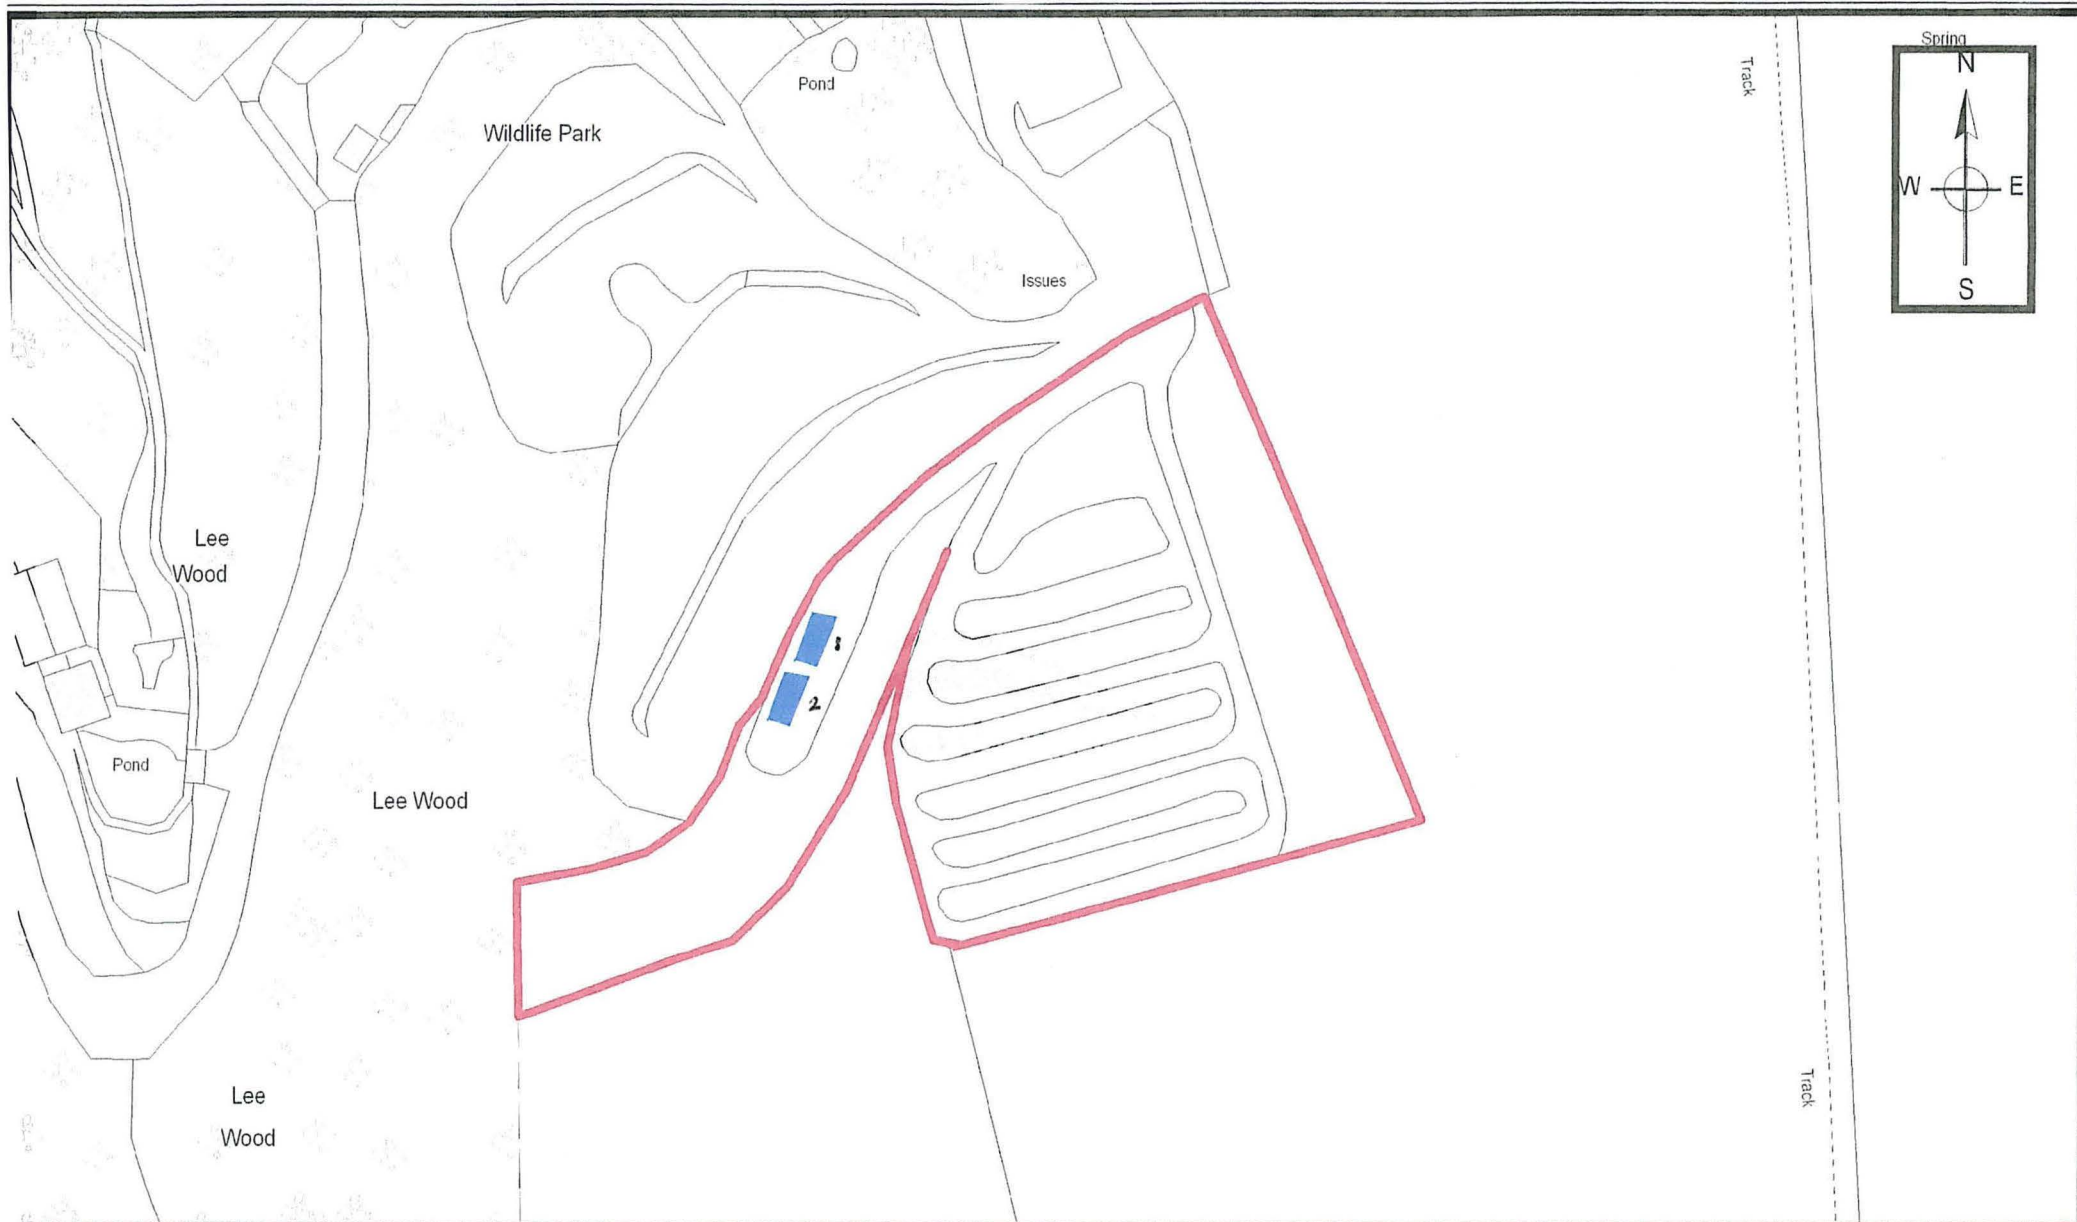 Spring
N
W E
S
Track
Pond
Wildlife Park
Issues
Lee
Wood
1
2
Pond
Lee Wood
Track
Lee
Wood